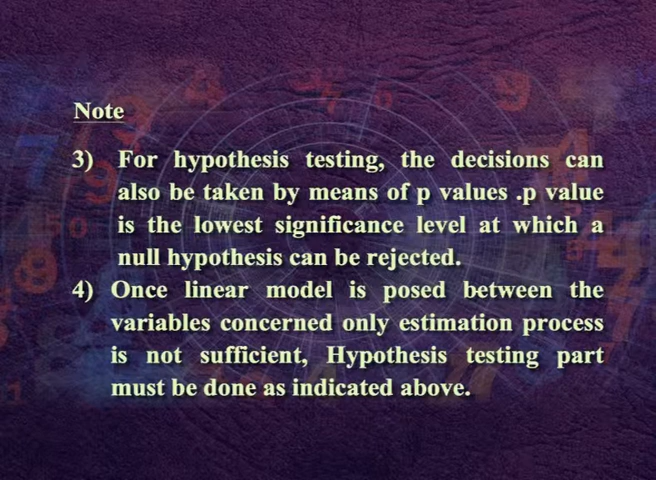 Note
3) For hypothesis testing, the decisions can
also be taken by means of p values .p value
is the lowest significance level at which a
null hypothesis can be rejected.
4) Once linear model is posed between the
variables concerned only estimation process
is not sufficient, Hypothesis testing part
must be done as indicated above.